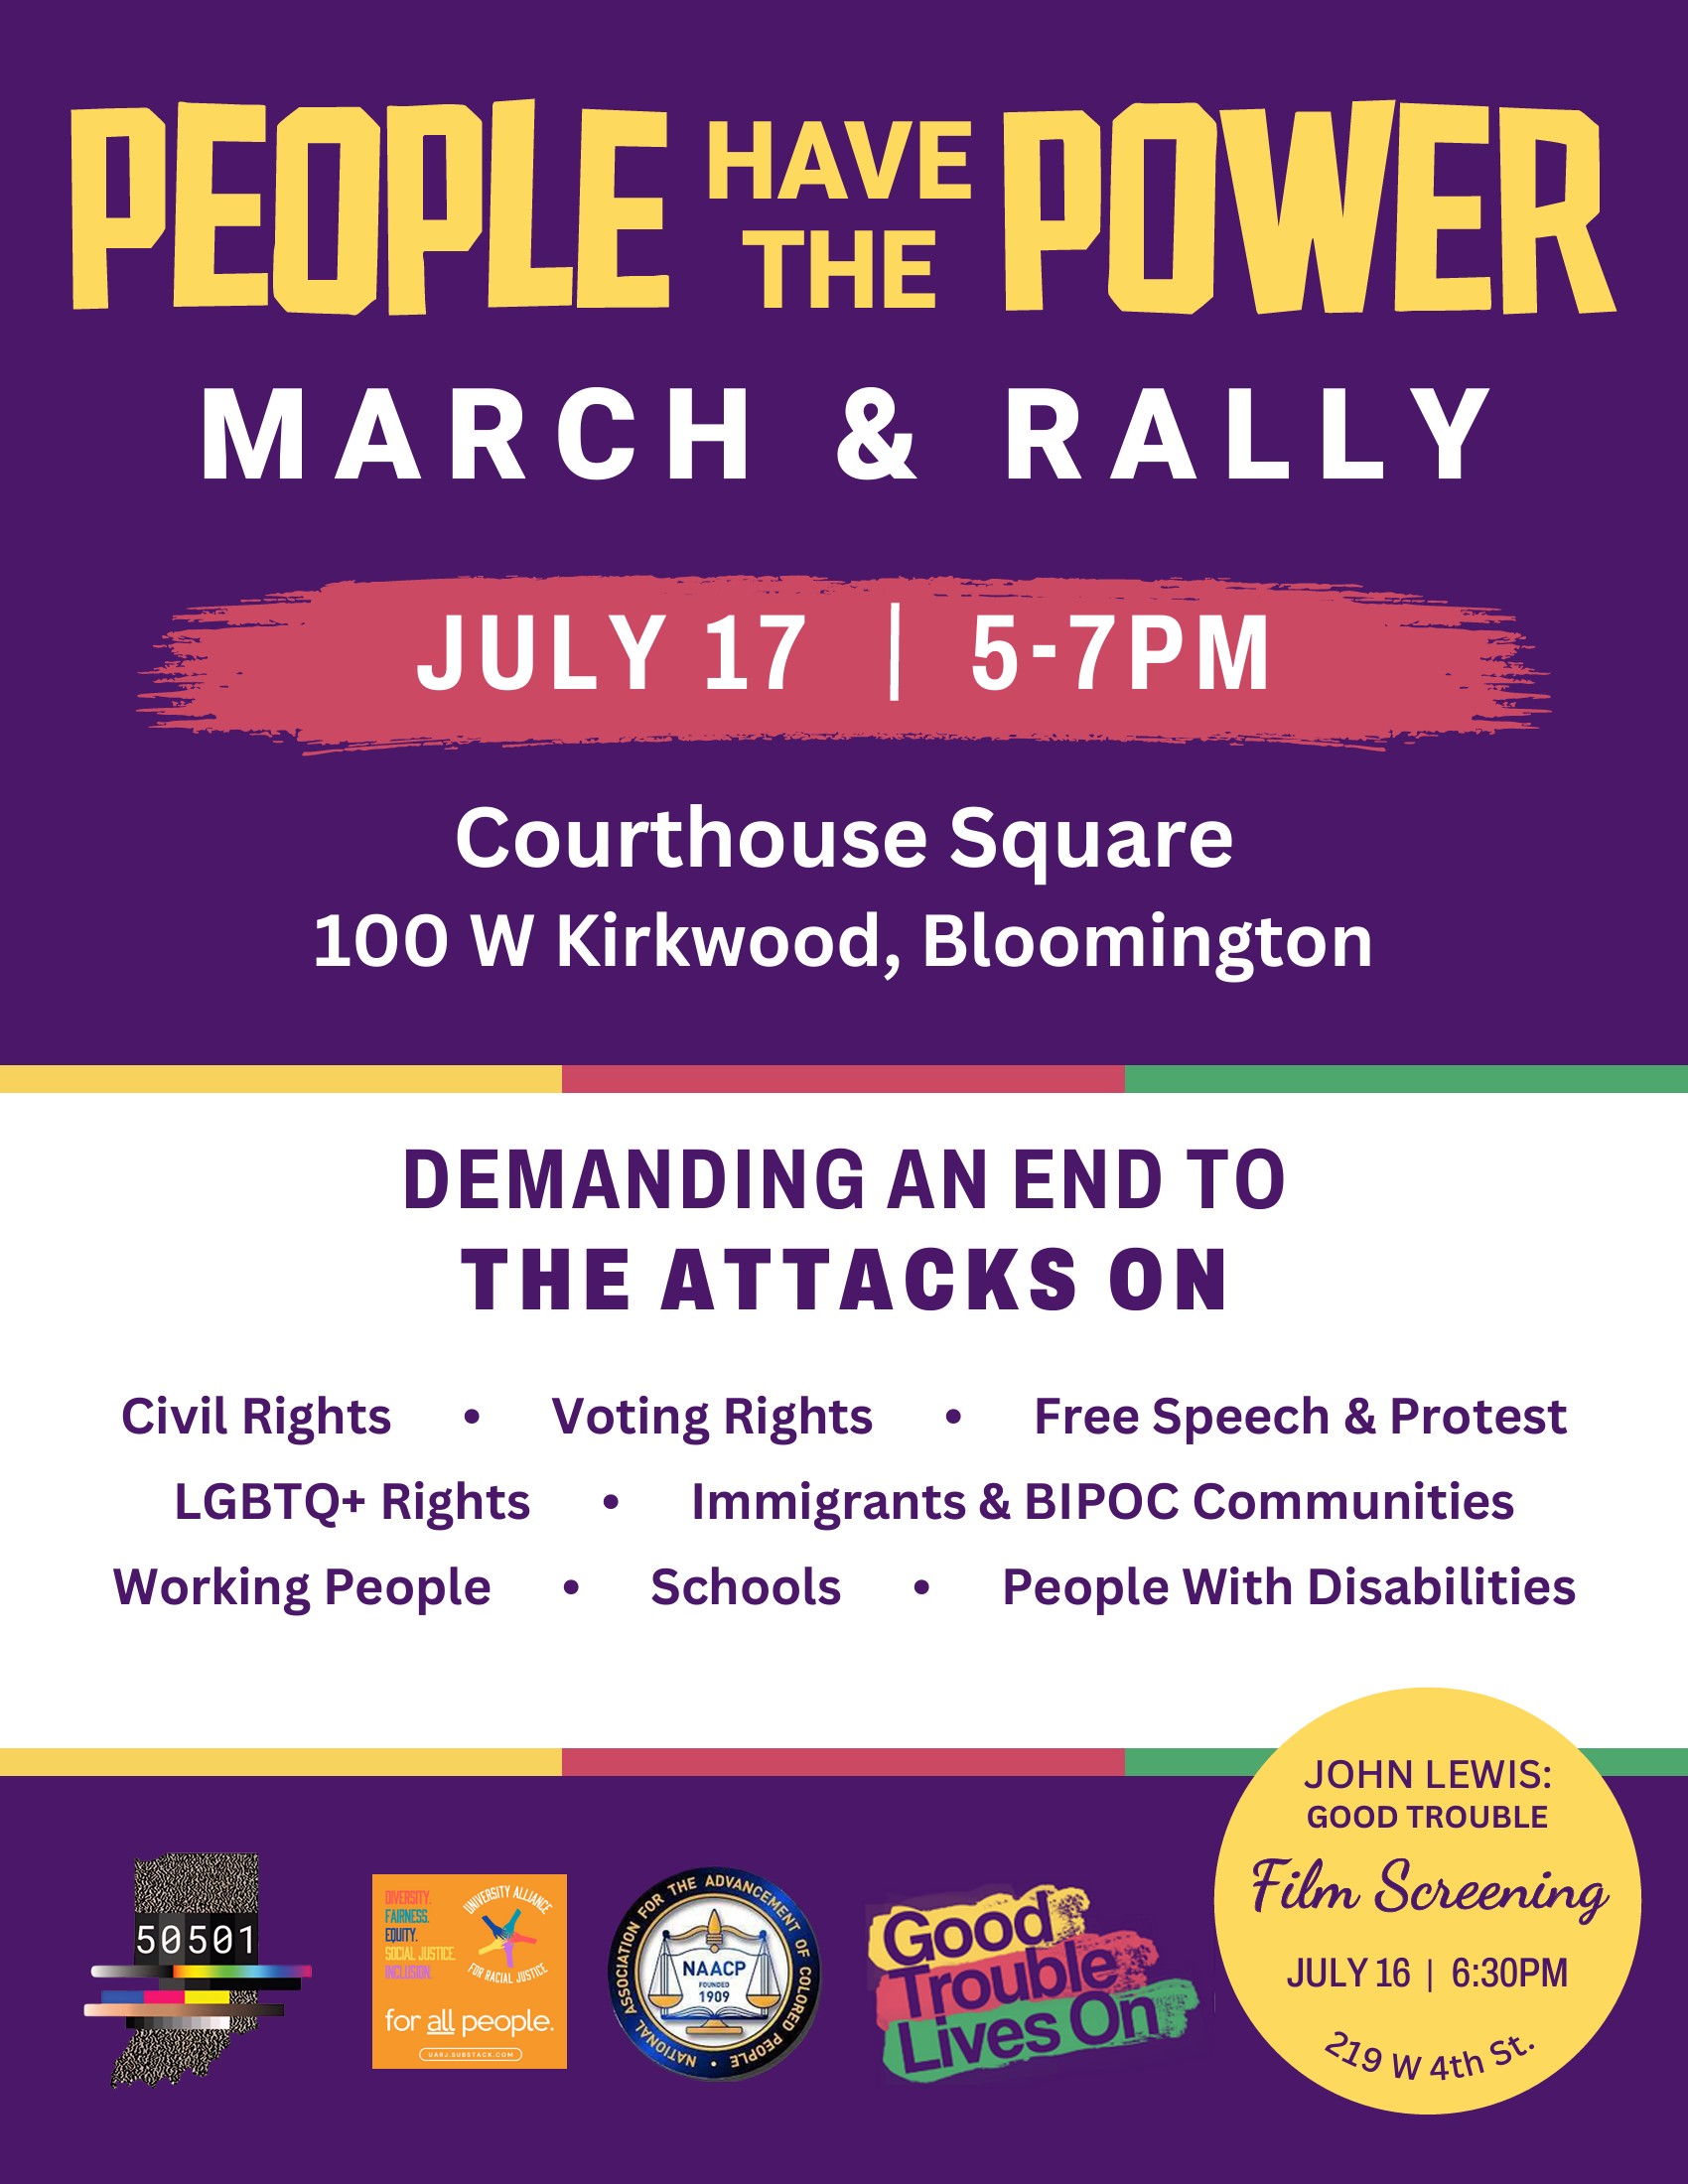 PEOPLE HAVE THE POWER
MARCH & RALLY
JULY 17 | 5-7PM
Courthouse Square
100 W Kirkwood, Bloomington
DEMANDING AN END TO
THE ATTACKS ON
Civil Rights • Voting Rights • Free Speech & Protest
LGBTQ+ Rights • Immigrants & BIPOC Communities
Working People • Schools • People With Disabilities
50501
DIVERSITY.
FAIRNESS.
EQUITY.
SOCIAL JUSTICE.
INCLUSION.
UNIVERSITY ALLIANCE
FOR RACIAL JUSTICE
for all people.
UARJ.SUBSTACK.COM
NATIONAL ASSOCIATION FOR THE ADVANCEMENT OF COLORED PEOPLE •
NAACP
FOUNDED
1909
Good
Trouble
Lives On
JOHN LEWIS:
GOOD TROUBLE
Film Screening
JULY 16 | 6:30PM
219 W 4th St.